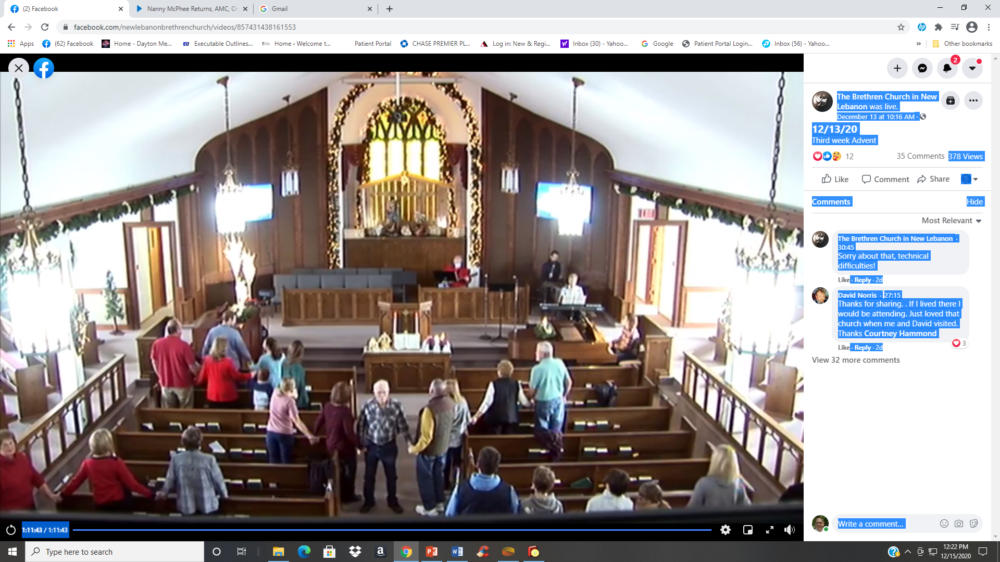 (2) Facebook
Nanny McPhee Returns, AMC, Or
Gmail
facebook.com/newlebanonbrethrenchurch/videos/857431438161553
Apps
(62) Facebook
Home - Dayton Me...
Executable Outlines...
Home ‹ Welcome t...
Patient Portal
CHASE PREMIER PL...
Log in: New & Regi...
Inbox (30) - Yahoo...
Google
Patient Portal Login...
Inbox (56) - Yahoo...
»
Other bookmarks
2
The Brethren Church in New
Lebanon was live.
December 13 at 10:16 AM ·
12/13/20
Third week Advent
12
35 Comments 378 Views
Like Comment Share
Comments Hide
Most Relevant
The Brethren Church in New Lebanon ·
30:45
Sorry about that, technical
difficulties!
Like · Reply · 2d
David Norris · 27:15
Thanks for sharing. . If I lived there I
would be attending. Just loved that
church when me and David visited.
Thanks Courtney Hammond
3
Like · Reply · 2d
View 32 more comments
Write a comment...
1:11:43 / 1:11:43
Type here to search
12:22 PM
12/15/2020